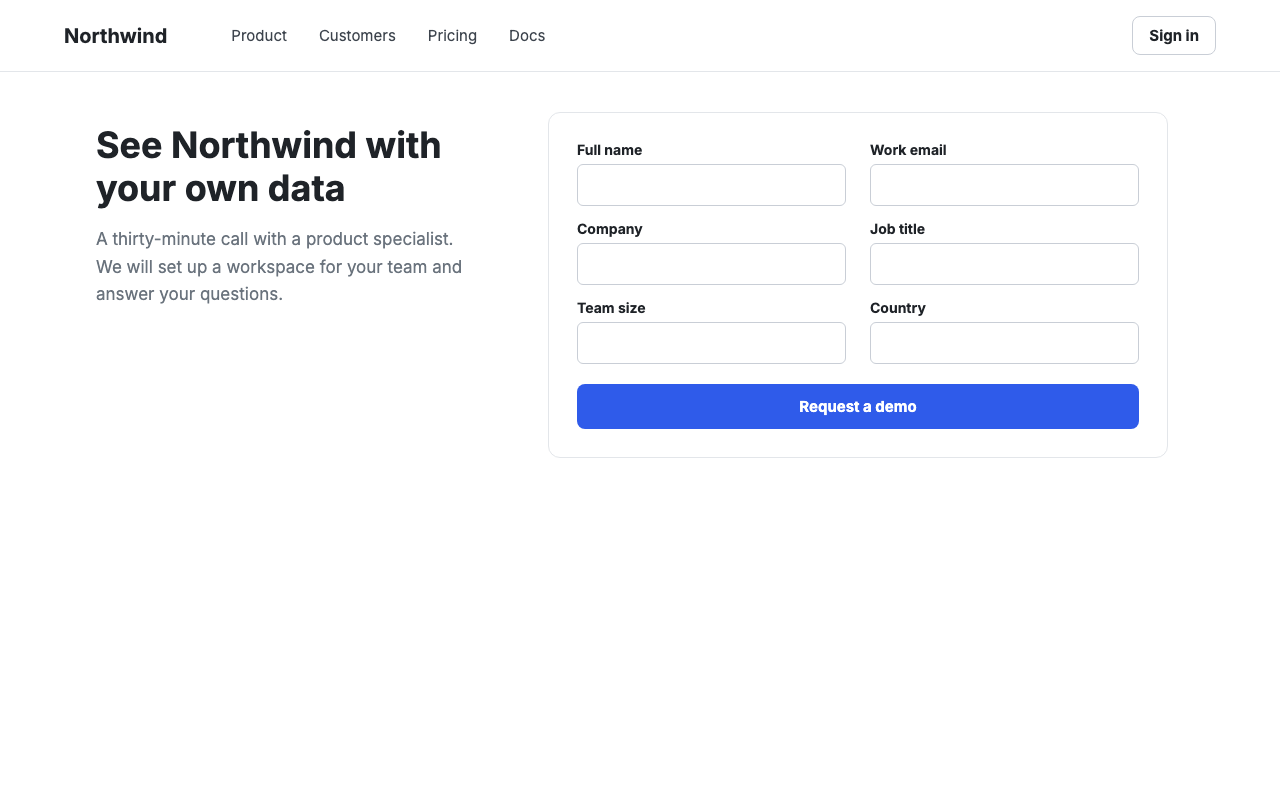 Northwind
Product
Customers
Pricing
Docs
Sign in
See Northwind with
your own data
A thirty-minute call with a product specialist.
We will set up a workspace for your team and
answer your questions.
Full name
Work email
Company
Job title
Team size
Country
Request a demo